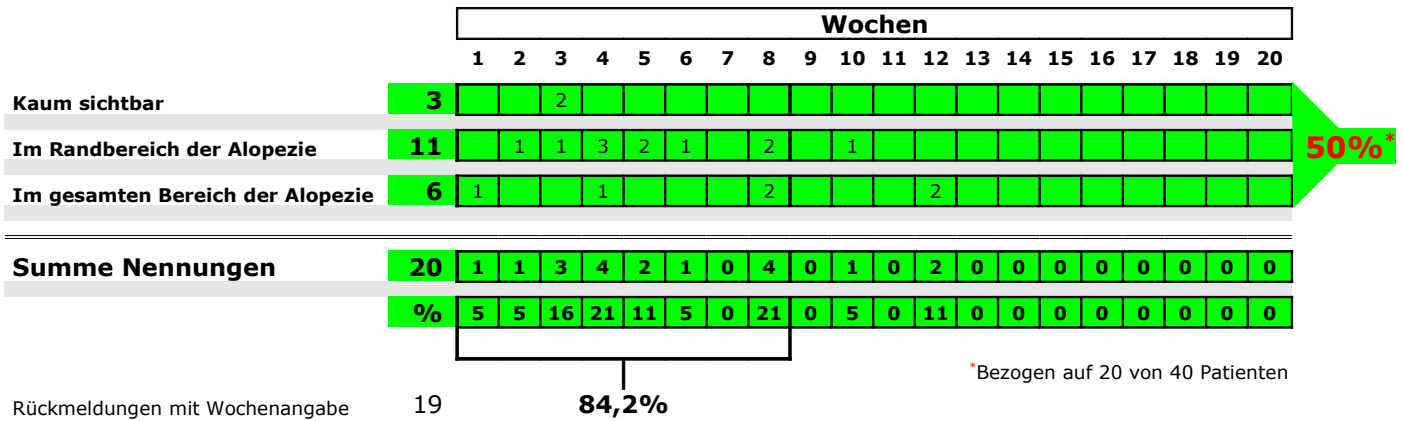 Wochen
1 2 3 4 5 6 7 8 9 10 11 12 13 14 15 16 17 18 19 20
Kaum sichtbar 3 2
Im Randbereich der Alopezie 11 1 1 3 2 1 2 1
50%*
Im gesamten Bereich der Alopezie 6 1 1 2 2
Summe Nennungen 20 1 1 3 4 2 1 0 4 0 1 0 2 0 0 0 0 0 0 0 0
% 5 5 16 21 11 5 0 21 0 5 0 11 0 0 0 0 0 0 0 0
*Bezogen auf 20 von 40 Patienten
Rückmeldungen mit Wochenangabe 19 84,2%